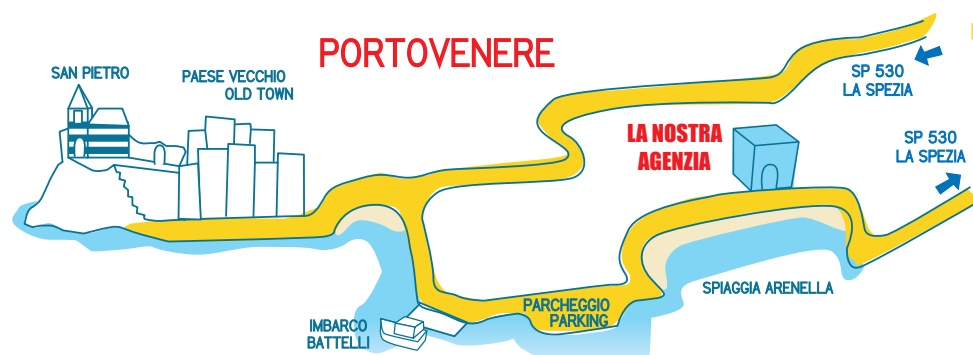 PORTOVENERE
SAN PIETRO
PAESE VECCHIO
OLD TOWN
SP 530
LA SPEZIA
LA NOSTRA
AGENZIA
SP 530
LA SPEZIA
SPIAGGIA ARENELLA
PARCHEGGIO
PARKING
IMBARCO
BATTELLI